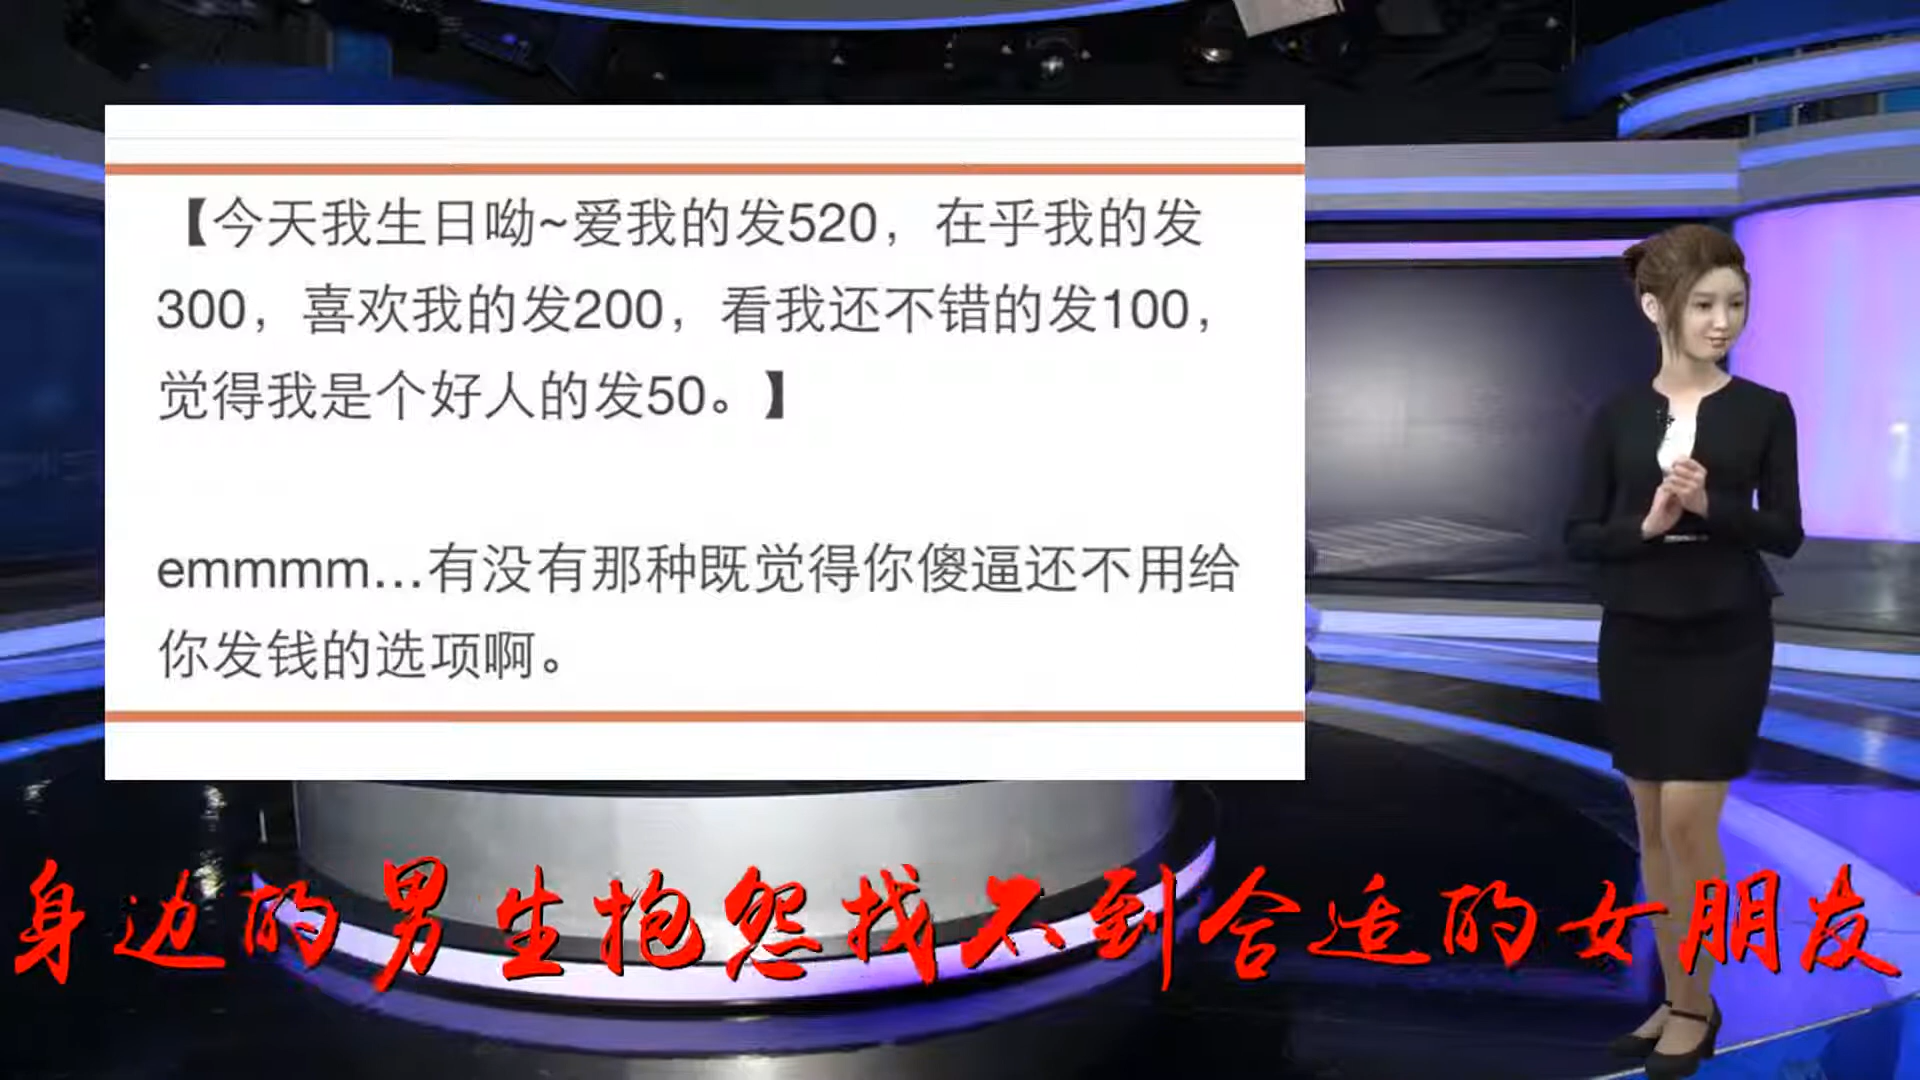 【今天我生日呦~爱我的发520，在乎我的发
300，喜欢我的发200，看我还不错的发100，
觉得我是个好人的发50。】
emmmm…有没有那种既觉得你傻逼还不用给
你发钱的选项啊。
身边的男生抱怨找不到合适的女朋友